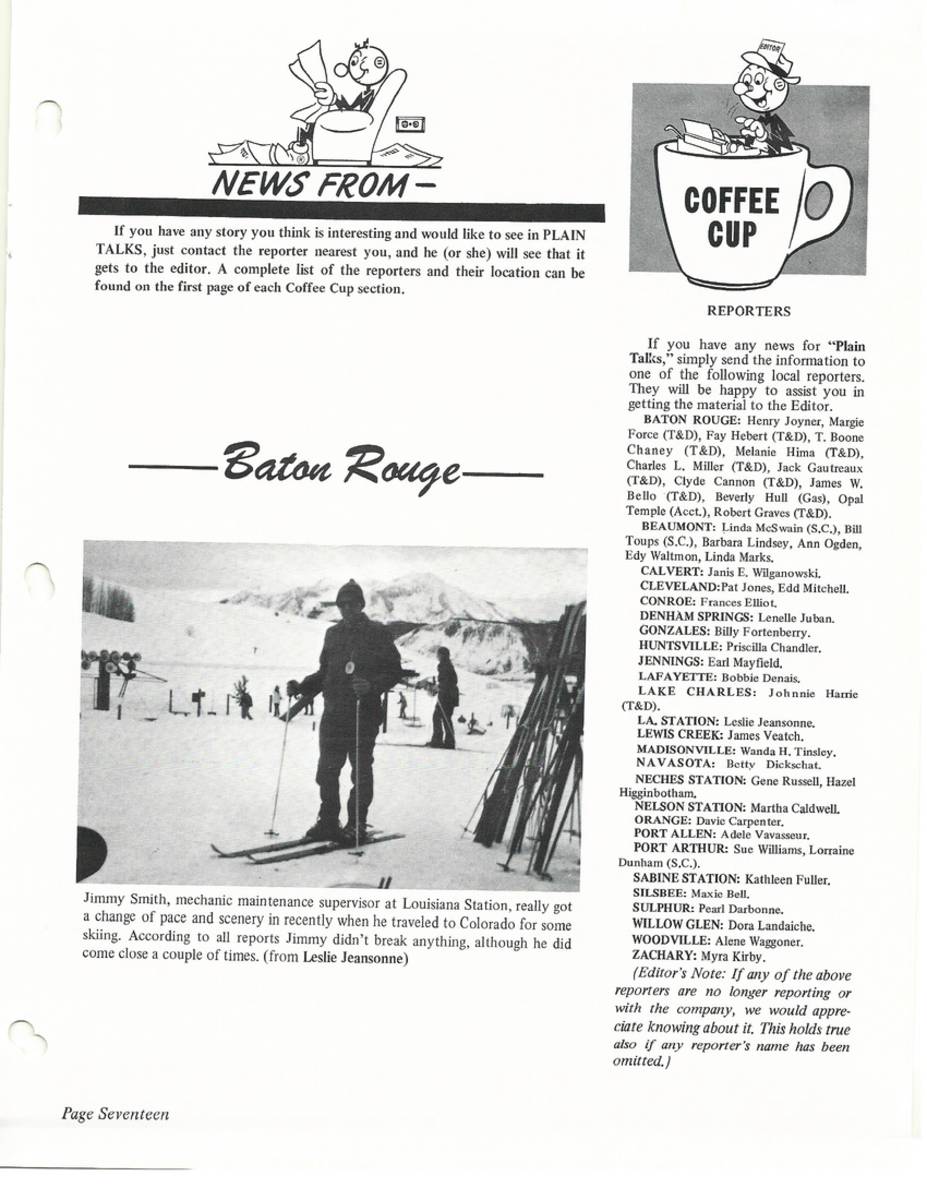 NEWS FROM —
If you have any story you think is interesting and would like to see in PLAIN
TALKS, just contact the reporter nearest you, and he (or she) will see that it
gets to the editor. A complete list of the reporters and their location can be
found on the first page of each Coffee Cup section.
Baton Rouge
Jimmy Smith, mechanic maintenance supervisor at Louisiana Station, really got
a change of pace and scenery in recently when he traveled to Colorado for some
skiing. According to all reports Jimmy didn't break anything, although he did
come close a couple of times. (from Leslie Jeansonne)
EDITOR
COFFEE
CUP
REPORTERS
If you have any news for "Plain
Talks," simply send the information to
one of the following local reporters.
They will be happy to assist you in
getting the material to the Editor.
BATON ROUGE: Henry Joyner, Margie
Force (T&D), Fay Hebert (T&D), T. Boone
Chaney (T&D), Melanie Hima (T&D),
Charles L. Miller (T&D), Jack Gautreaux
(T&D), Clyde Cannon (T&D), James W.
Bello (T&D), Beverly Hull (Gas), Opal
Temple (Acct.), Robert Graves (T&D).
BEAUMONT: Linda McSwain (S.C.), Bill
Toups (S.C.), Barbara Lindsey, Ann Ogden,
Edy Waltmon, Linda Marks.
CALVERT: Janis E. Wilganowski.
CLEVELAND:Pat Jones, Edd Mitchell.
CONROE: Frances Elliot.
DENHAM SPRINGS: Lenelle Juban.
GONZALES: Billy Fortenberry.
HUNTSVILLE: Priscilla Chandler.
JENNINGS: Earl Mayfield.
LAFAYETTE: Bobbie Denais.
LAKE CHARLES: Johnnie Harrie
(T&D).
LA. STATION: Leslie Jeansonne.
LEWIS CREEK: James Veatch.
MADISONVILLE: Wanda H. Tinsley.
NAVASOTA: Betty Dickschat.
NECHES STATION: Gene Russell, Hazel
Higginbotham.
NELSON STATION: Martha Caldwell.
ORANGE: Davie Carpenter.
PORT ALLEN: Adele Vavasseur.
PORT ARTHUR: Sue Williams, Lorraine
Dunham (S.C.).
SABINE STATION: Kathleen Fuller.
SILSBEE: Maxie Bell.
SULPHUR: Pearl Darbonne.
WILLOW GLEN: Dora Landaiche.
WOODVILLE: Alene Waggoner.
ZACHARY: Myra Kirby.
(Editor's Note: If any of the above
reporters are no longer reporting or
with the company, we would appre-
ciate knowing about it. This holds true
also if any reporter's name has been
omitted.)
Page Seventeen